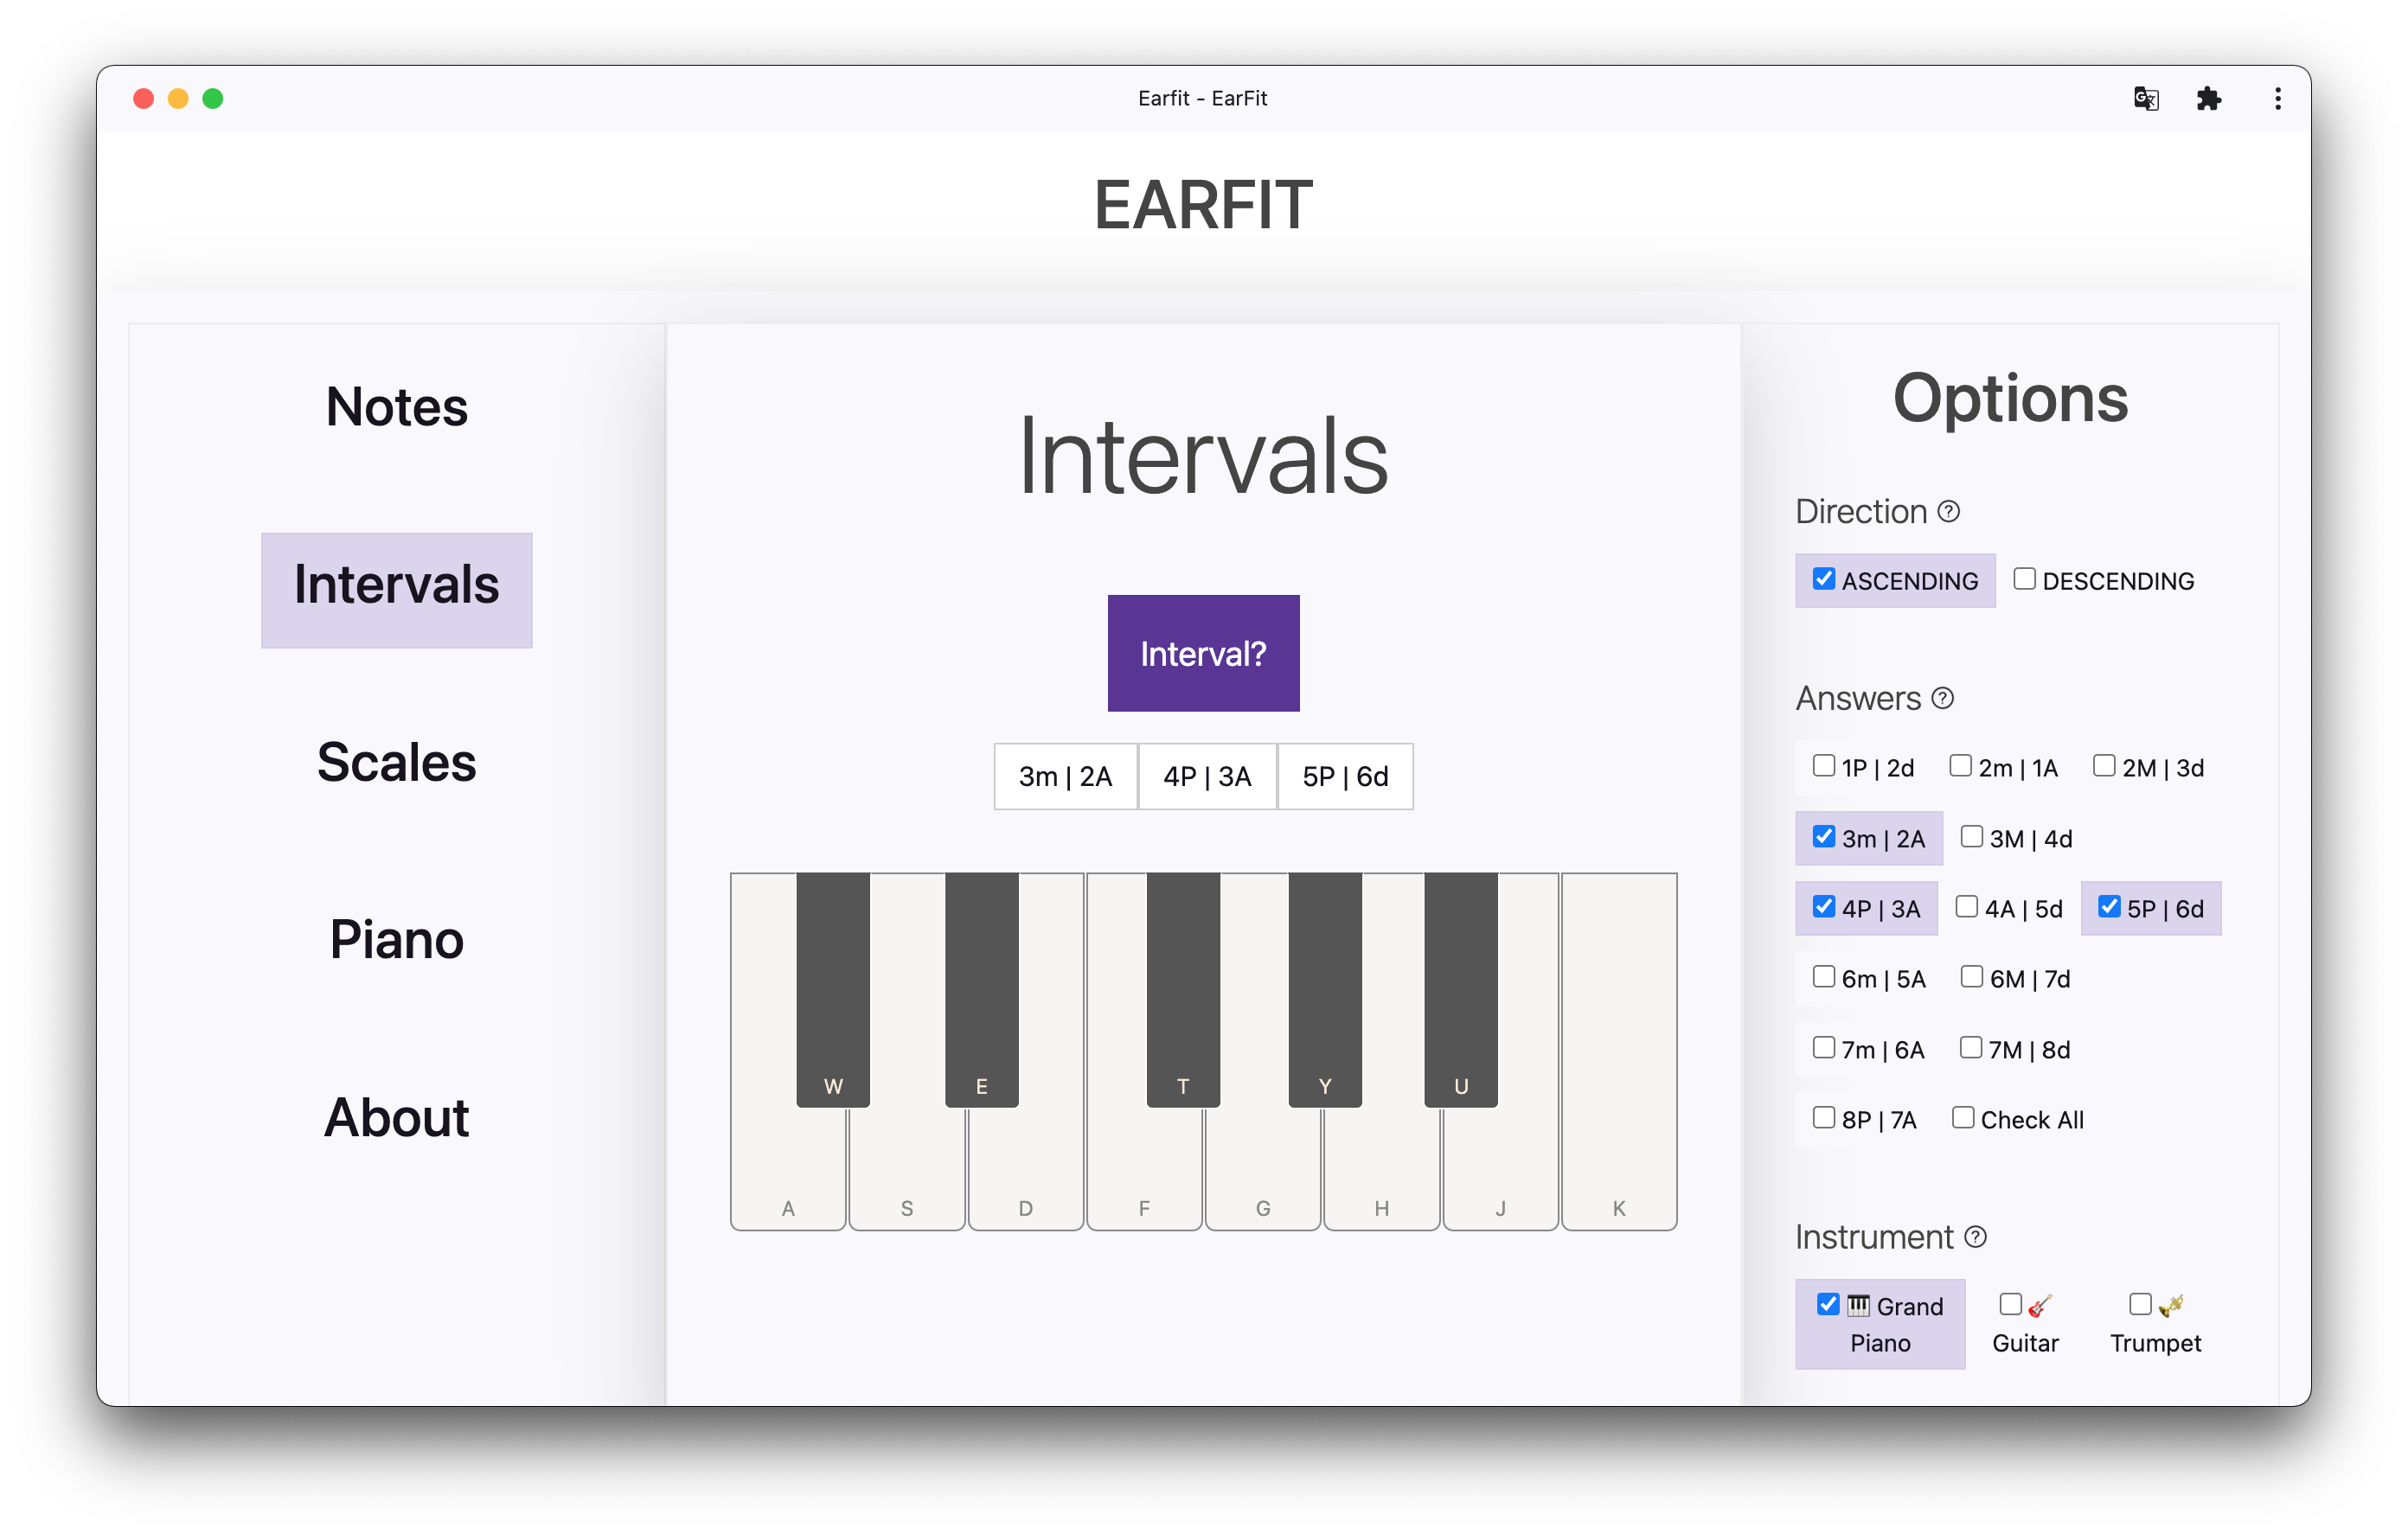 Earfit - EarFit
EARFIT
Notes
Intervals
Scales
Piano
About
Intervals
Interval?
3m | 2A 4P | 3A 5P | 6d
W E T Y U
A S D F G H J K
Options
Direction ?
ASCENDING DESCENDING
Answers ?
1P | 2d 2m | 1A 2M | 3d
3m | 2A 3M | 4d
4P | 3A 4A | 5d 5P | 6d
6m | 5A 6M | 7d
7m | 6A 7M | 8d
8P | 7A Check All
Instrument ?
🎹 Grand 🎸 🎺
Piano Guitar Trumpet